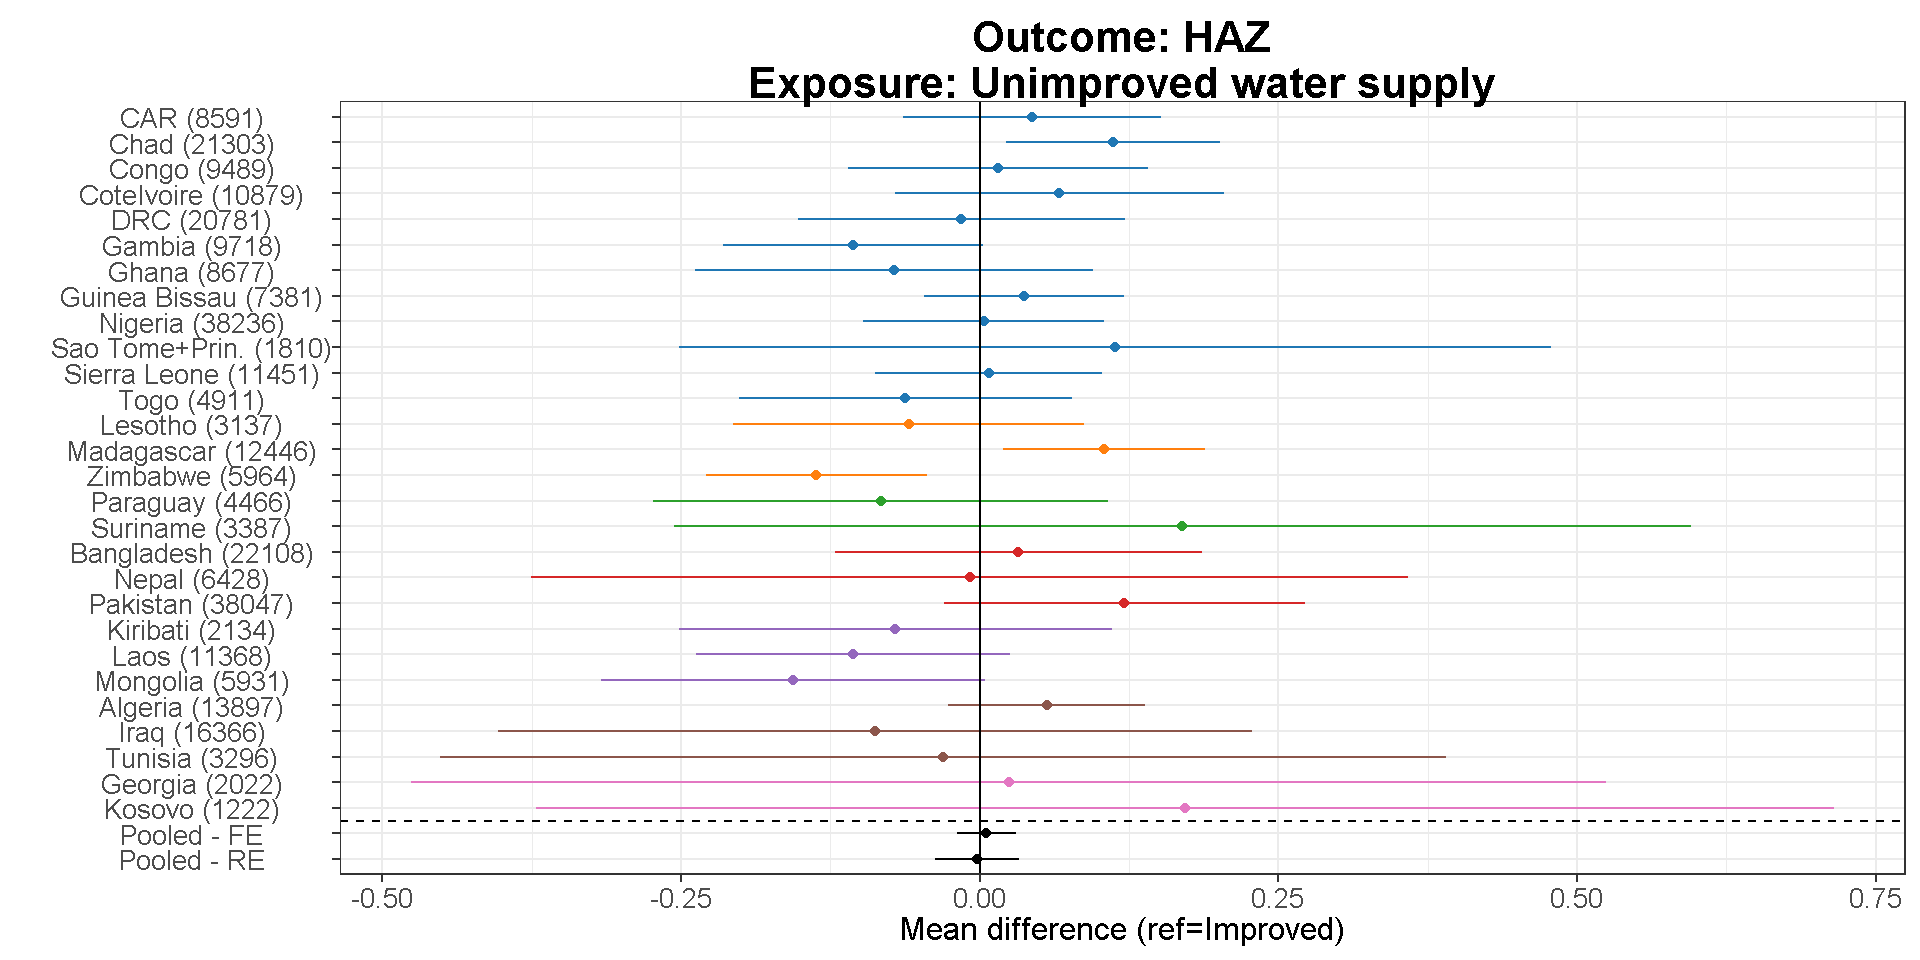 Outcome: HAZ
Exposure: Unimproved water supply
CAR (8591)
Chad (21303)
Congo (9489)
CoteIvoire (10879)
DRC (20781)
Gambia (9718)
Ghana (8677)
Guinea Bissau (7381)
Nigeria (38236)
Sao Tome+Prin. (1810)
Sierra Leone (11451)
Togo (4911)
Lesotho (3137)
Madagascar (12446)
Zimbabwe (5964)
Paraguay (4466)
Suriname (3387)
Bangladesh (22108)
Nepal (6428)
Pakistan (38047)
Kiribati (2134)
Laos (11368)
Mongolia (5931)
Algeria (13897)
Iraq (16366)
Tunisia (3296)
Georgia (2022)
Kosovo (1222)
Pooled - FE
Pooled - RE
-0.50 -0.25 0.00 0.25 0.50 0.75
Mean difference (ref=Improved)